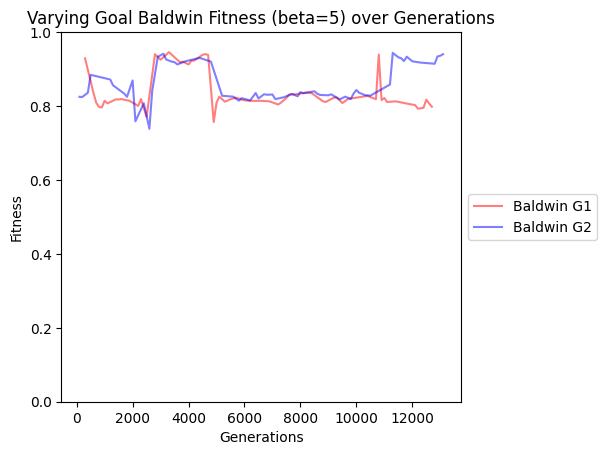 Varying Goal Baldwin Fitness (beta=5) over Generations
1.0
0.8
0.6
0.4
0.2
0.0
Fitness
0 2000 4000 6000 8000 10000 12000
Generations
Baldwin G1
Baldwin G2